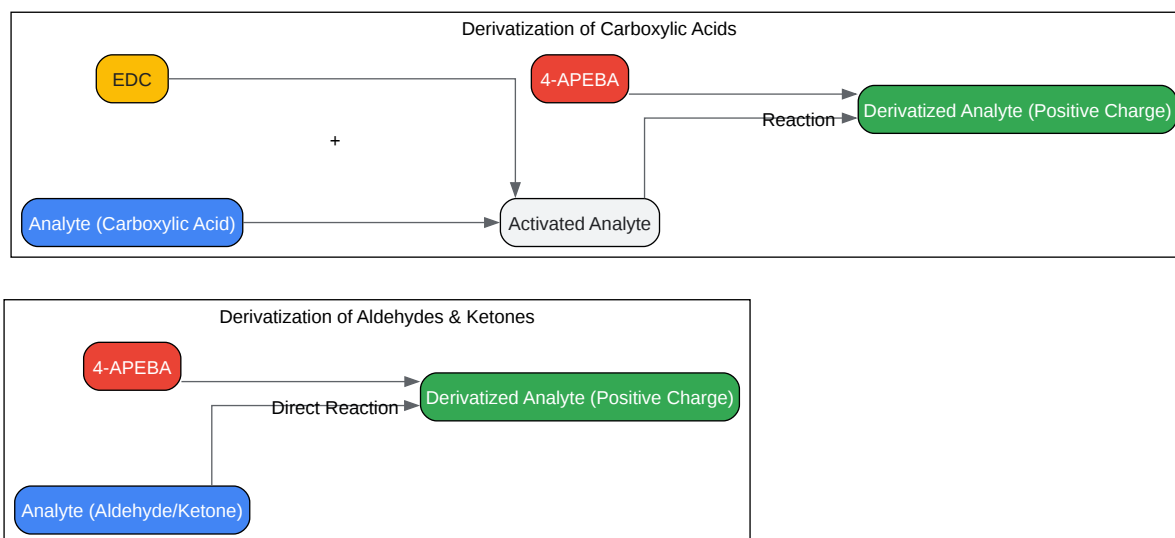 Derivatization of Carboxylic Acids
EDC
4-APEBA
Derivatized Analyte (Positive Charge)
Reaction
+
Analyte (Carboxylic Acid)
Activated Analyte
Derivatization of Aldehydes & Ketones
4-APEBA
Derivatized Analyte (Positive Charge)
Direct Reaction
Analyte (Aldehyde/Ketone)